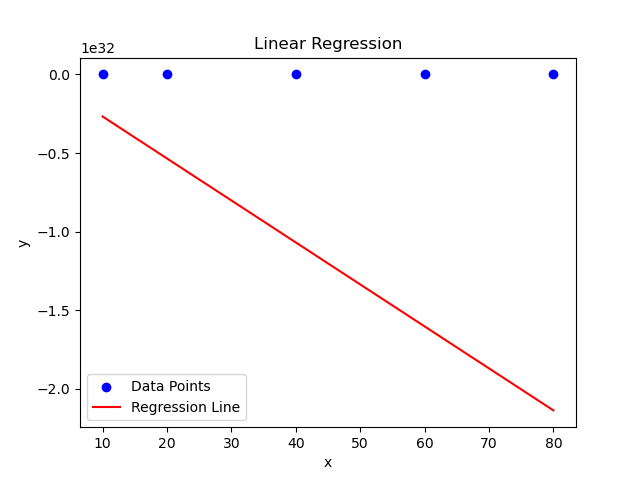 Linear Regression
1e32
0.0
−0.5
−1.0
−1.5
−2.0
y
Data Points
Regression Line
10 20 30 40 50 60 70 80
x